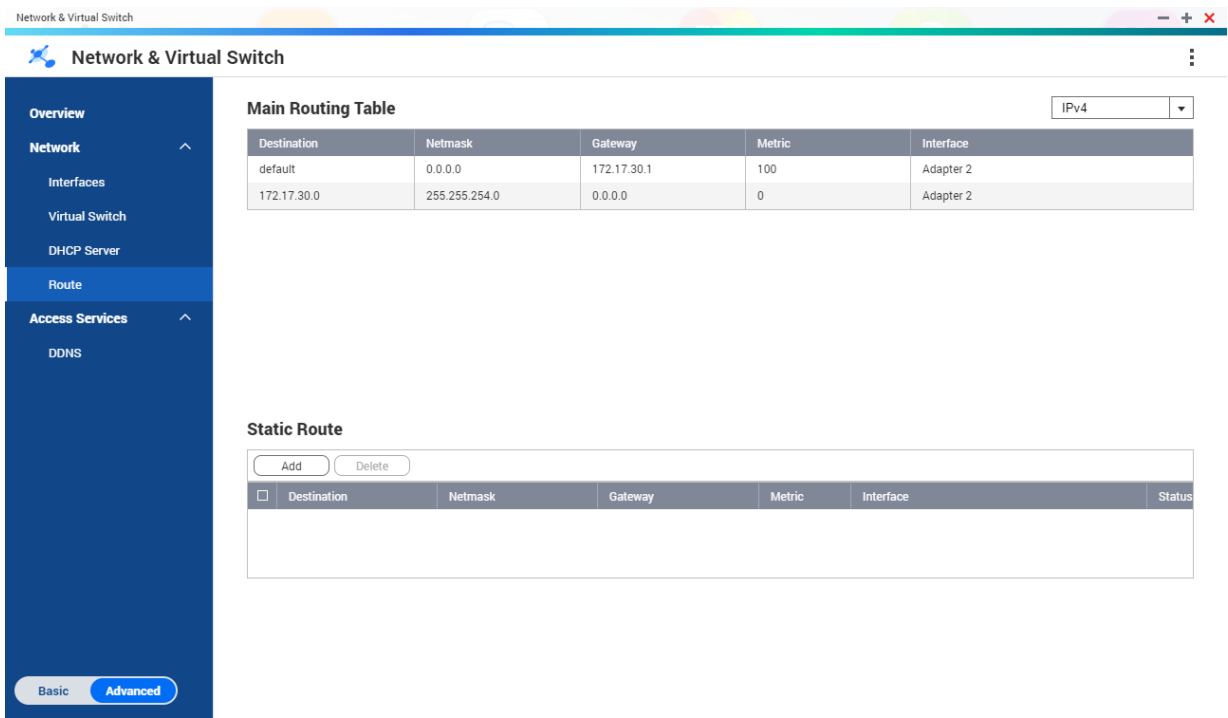 Network & Virtual Switch
Network & Virtual Switch
Overview
Network
Interfaces
Virtual Switch
DHCP Server
Route
Access Services
DDNS
Basic Advanced
Main Routing Table IPv4
Destination Netmask Gateway Metric Interface
default 0.0.0.0 172.17.30.1 100 Adapter 2
172.17.30.0 255.255.254.0 0.0.0.0 0 Adapter 2
Static Route
Add Delete
Destination Netmask Gateway Metric Interface Status